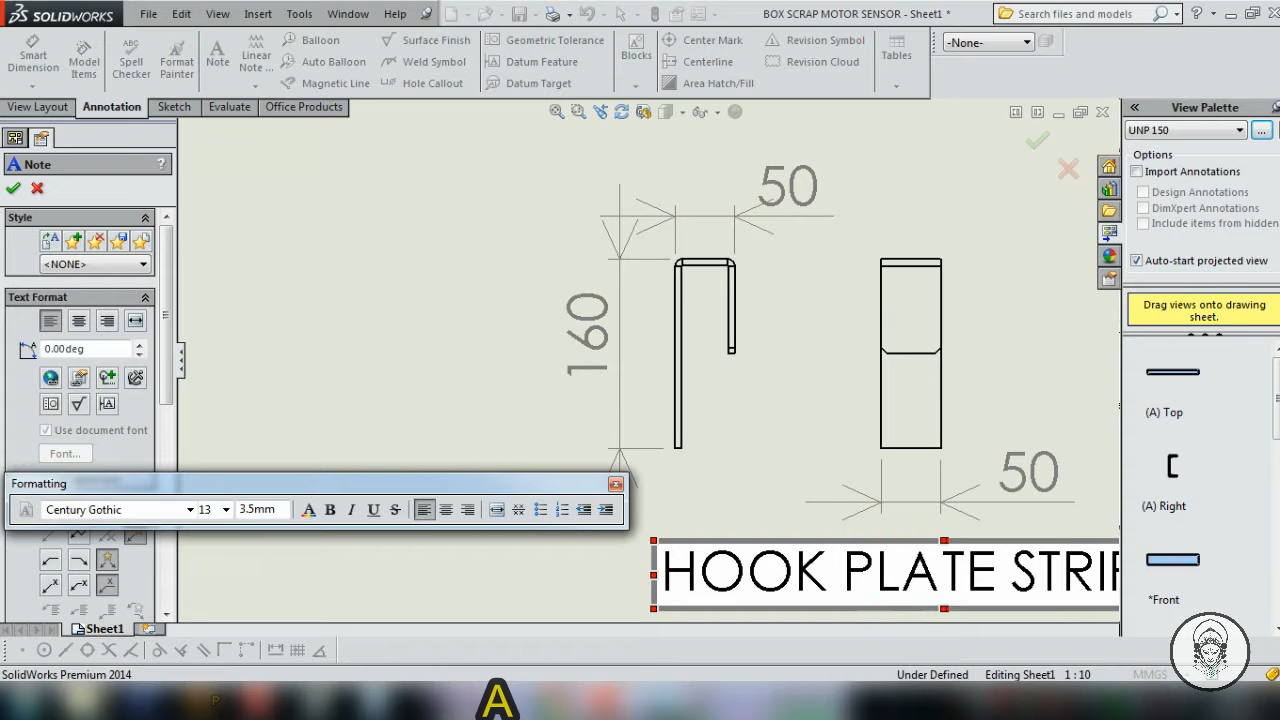 SOLIDWORKS File Edit View Insert Tools Window Help BOX SCRAP MOTOR SENSOR - Sheet1 * Search files and models
Smart Dimension
Model Items
Spell Checker
Format Painter
Note
Linear Note ...
Balloon
Auto Balloon
Magnetic Line
Surface Finish
Weld Symbol
Hole Callout
Geometric Tolerance
Datum Feature
Datum Target
Blocks
Center Mark
Centerline
Area Hatch/Fill
Revision Symbol
Revision Cloud
Tables
-None-
View Layout Annotation Sketch Evaluate Office Products
Note ?
Style
<NONE>
Text Format
0.00deg
Use document font
Font...
Formatting
Century Gothic 13 3.5mm A B I U
50
160
50
HOOK PLATE STRIP
View Palette
UNP 150 ...
Options
Import Annotations
Design Annotations
DimXpert Annotations
Include items from hidden
Auto-start projected view
Drag views onto drawing
sheet.
(A) Top
(A) Right
*Front
Sheet1
SolidWorks Premium 2014 Under Defined Editing Sheet1 1 : 10 MMGS
P
A